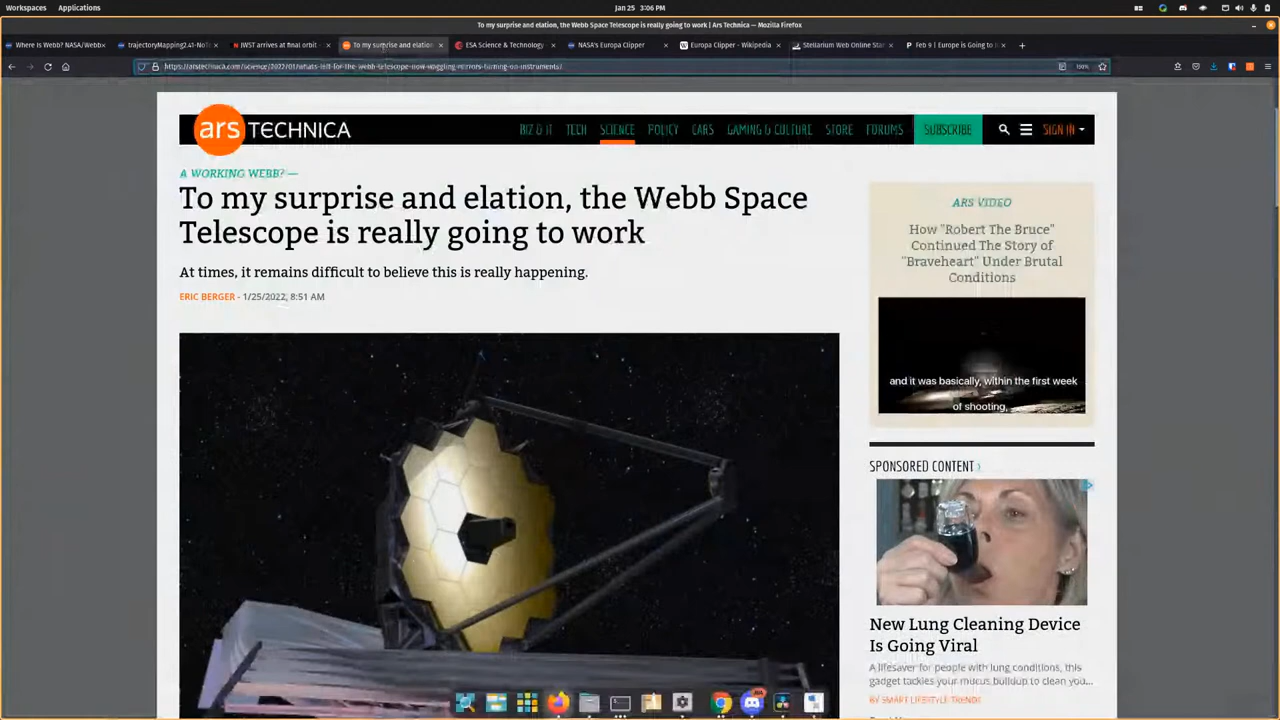 Workspaces Applications Jan 25 3:06 PM
To my surprise and elation, the Webb Space Telescope is really going to work | Ars Technica — Mozilla Firefox
Where Is Webb? NASA/Webb
trajectoryMapping2.41-NoT
JWST arrives at final orbit
To my surprise and elation
ESA Science & Technology
NASA's Europa Clipper
Europa Clipper - Wikipedia
Stellarium Web Online Star
Feb 9 | Europe is Going to
https://arstechnica.com/science/2022/01/whats-left-for-the-webb-telescope-now-waggling-mirrors-turning-on-instruments/
150%
ars TECHNICA
BIZ & IT TECH SCIENCE POLICY CARS GAMING & CULTURE STORE FORUMS SUBSCRIBE SIGN IN
A WORKING WEBB? —
To my surprise and elation, the Webb Space
Telescope is really going to work
At times, it remains difficult to believe this is really happening.
ERIC BERGER - 1/25/2022, 8:51 AM
ARS VIDEO
How "Robert The Bruce"
Continued The Story of
"Braveheart" Under Brutal
Conditions
and it was basically, within the first week
of shooting,
SPONSORED CONTENT
New Lung Cleaning Device
Is Going Viral
A lifesaver for people with lung conditions, this
gadget tackles your mucus buildup to clean you...
BY SMART LIFESTYLE TRENDS